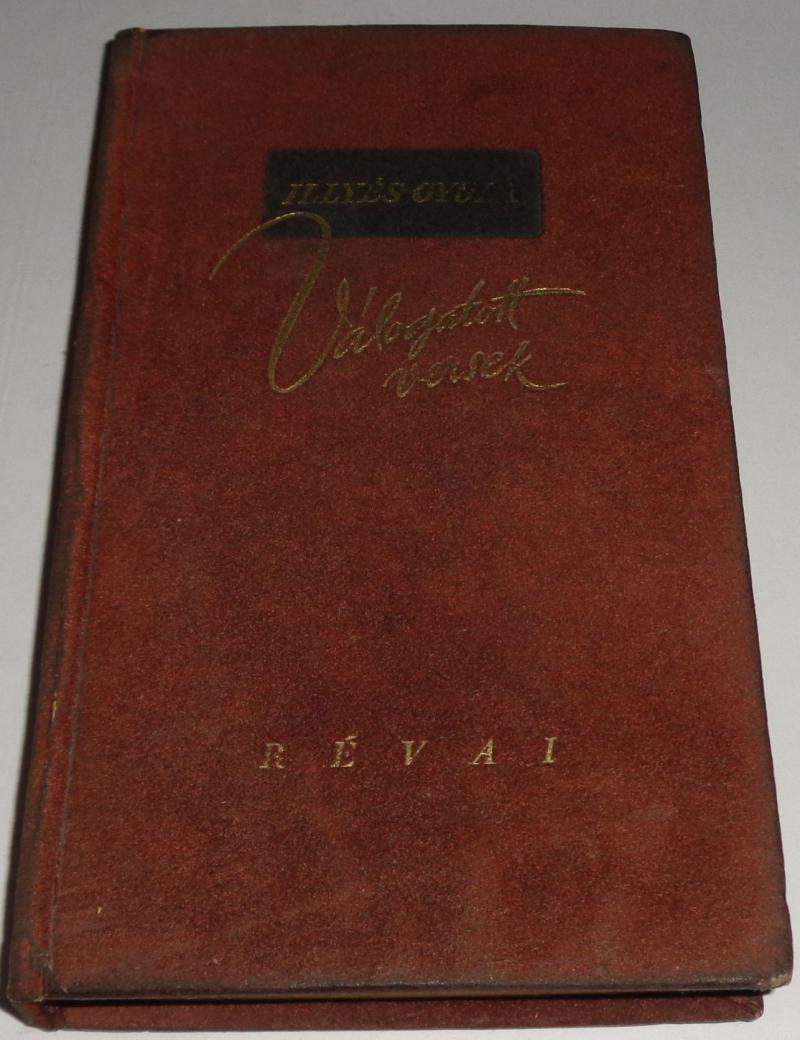 ILLYÉS GYULA
Válogatott
versek
RÉVAI